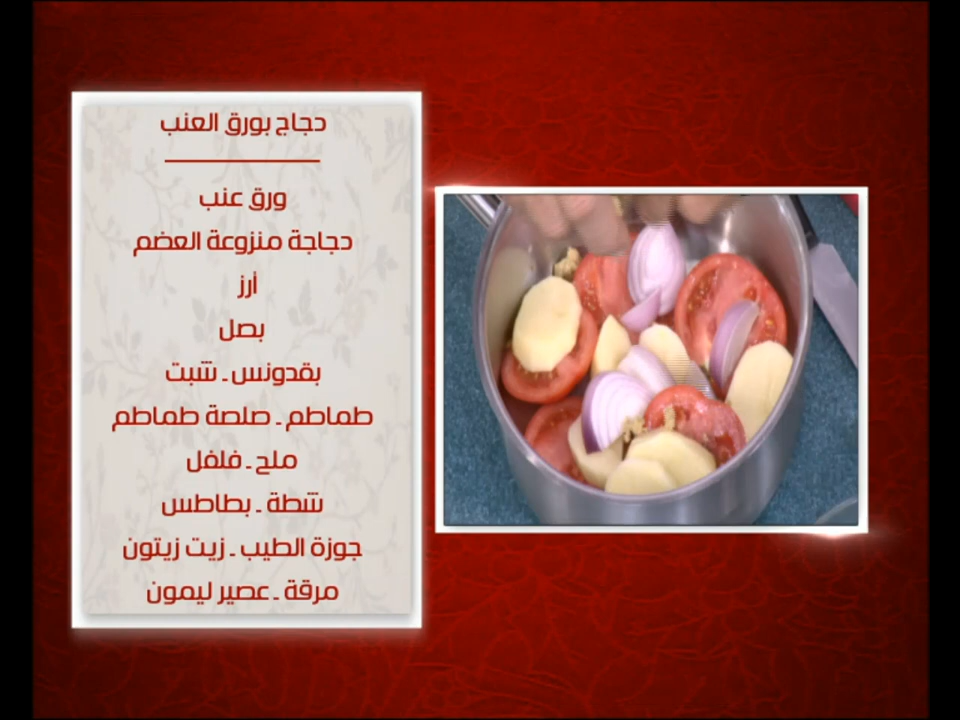 دجاج بورق العنب
ورق عنب
دجاجة منزوعة العضم
أرز
بصل
بقدونس ـ شبت
طماطم ـ صلصة طماطم
ملح ـ فلفل
شطة ـ بطاطس
جوزة الطيب ـ زيت زيتون
مرقة ـ عصير ليمون